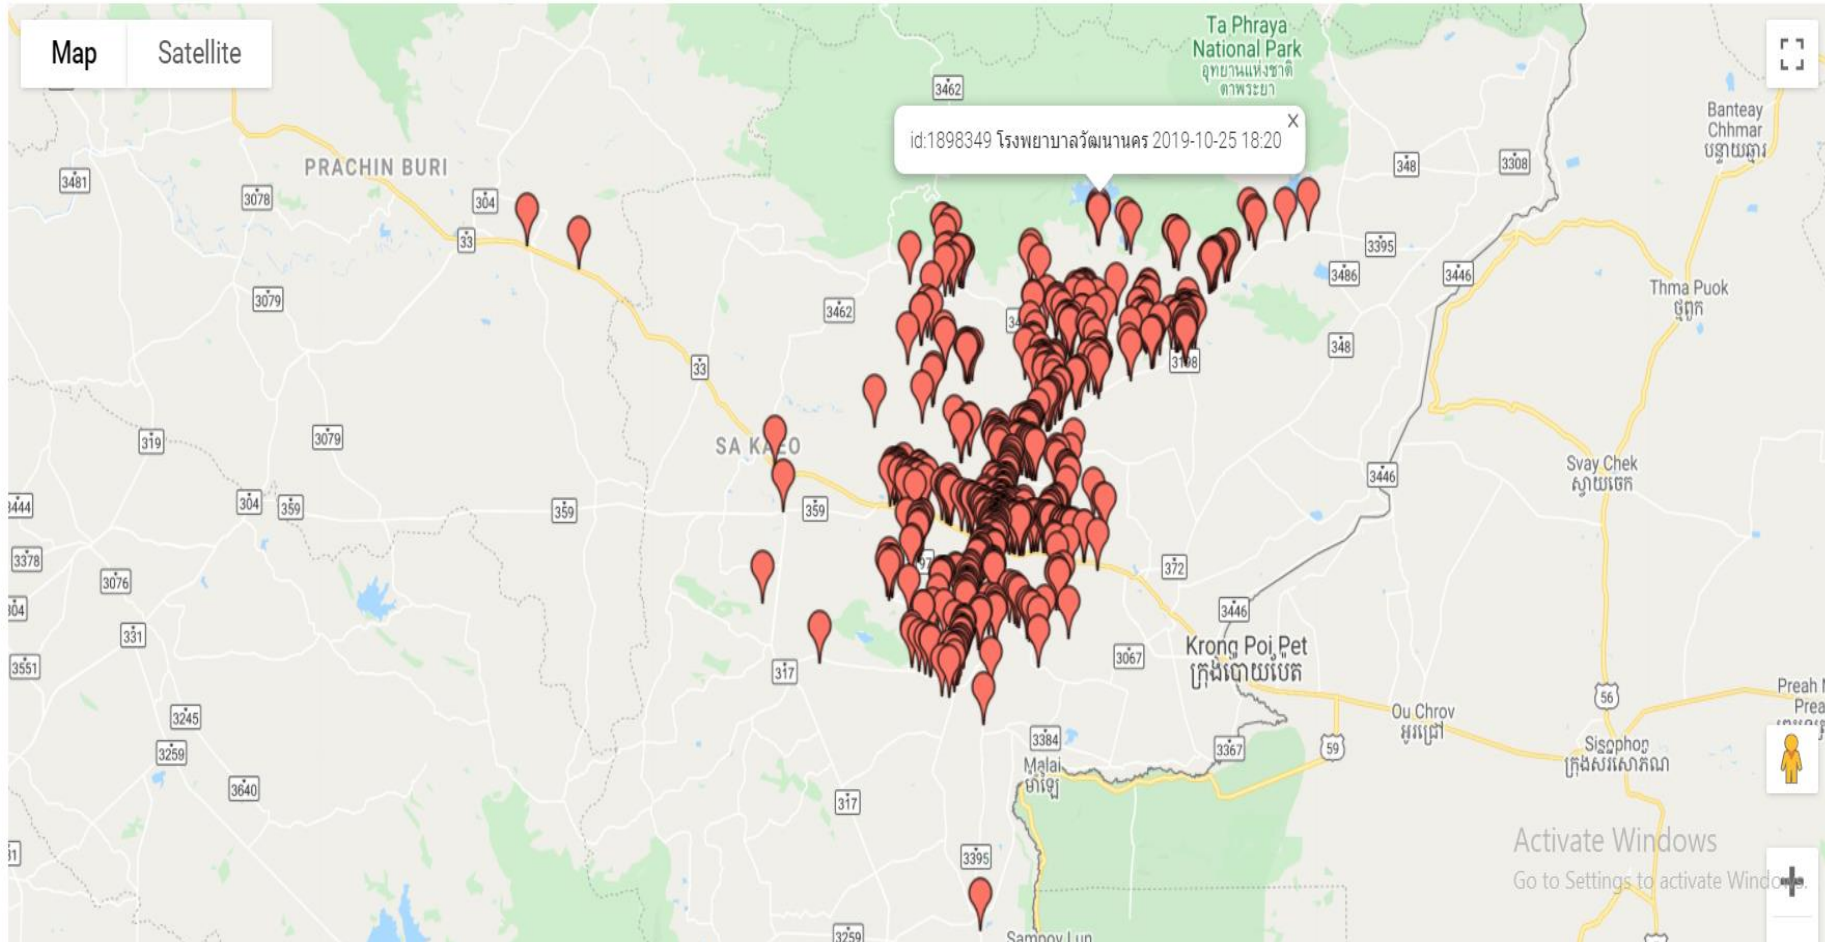 Map
Satellite
Ta Phraya
National Park
อุทยานแห่งชาติ
ตาพระยา
3462
id:1898349 โรงพยาบาลวัฒนานคร 2019-10-25 18:20
x
Banteay
Chhmar
បន្ទាយឆ្មារ
348
3308
PRACHIN BURI
3481
3078
304
33
3395
3486
3446
3079
3462
Thma Puok
ថ្មពួក
348
33
3198
319
3079
SA KAEO
Svay Chek
ស្វាយចេក
3446
304
359
359
359
3378
3076
372
3446
331
3551
3067
Krong Poi Pet
ក្រុងប៉ោយប៉ែត
317
56
Ou Chrov
អូរជ្រៅ
3245
3259
3384
3367
59
Sisophon
ក្រុងសិរីសោភ័ណ
Malai
ម៉ាឡៃ
3640
317
3395
Activate Windows
Go to Settings to activate Windows.
3259
Sampov Lun